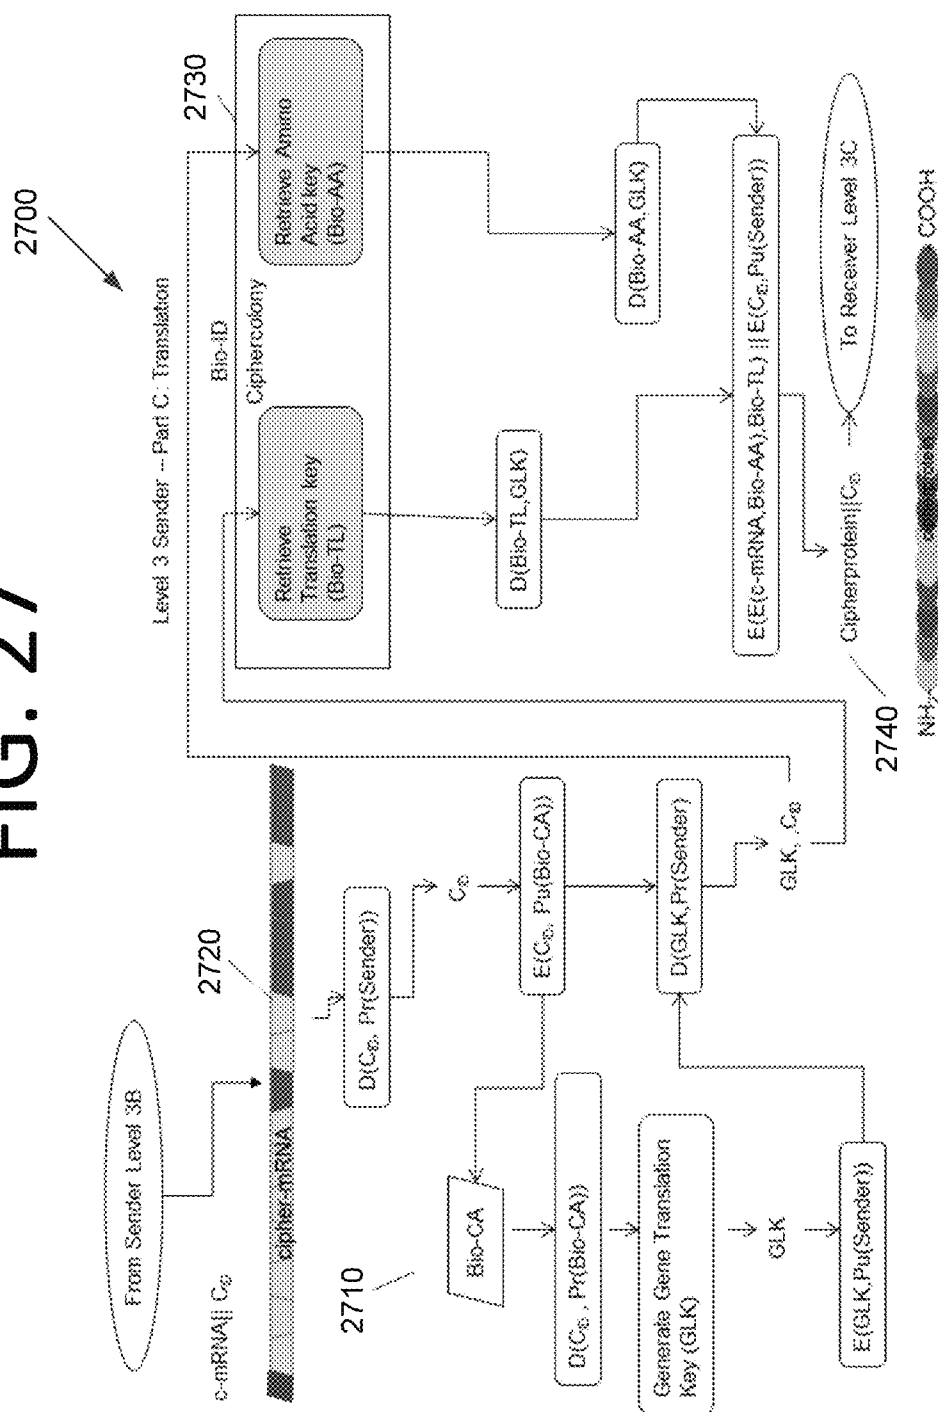 FIG. 27
2700
Level 3 Sender – Part C: Translation
From Sender Level 3B
c-mRNA|| C_ID
cipher-mRNA
2720
2710
Bio-CA
D(C_ID, Pr(Bio-CA))
Generate Gene Translation
Key (GLK)
GLK
E(GLK,Pu(Sender))
D(C_ID, Pr(Sender))
C_ID
E(C_ID, Pu(Bio-CA))
D(GLK,Pr(Sender)
GLK, C_ID
2730
Bio-ID
Ciphercolony
Retrieve
Translation key
(Bio-TL)
Retrieve Amino
Acid key
(Bio-AA)
D(Bio-TL,GLK)
D(Bio-AA,GLK)
E(E(c-mRNA,Bio-AA),Bio-TL) || E(C_ID,Pu(Sender))
2740
Cipherprotein||C_ID
To Receiver Level 3C
NH₂
COOH